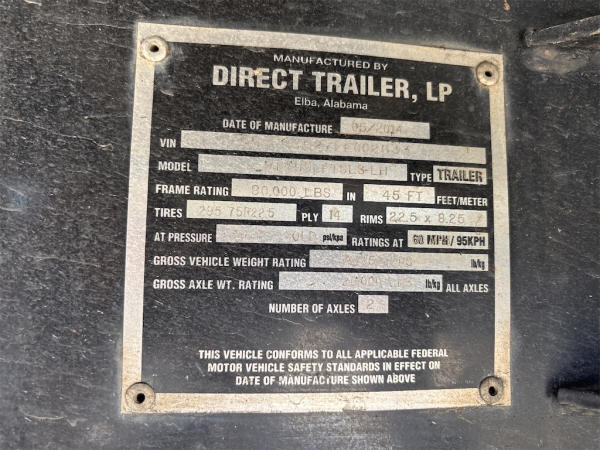 MANUFACTURED BY
DIRECT TRAILER, LP
Elba, Alabama
DATE OF MANUFACTURE 05/2014
VIN
MODEL TYPE TRAILER
FRAME RATING 80,000 LBS IN 45 FT FEET/METER
TIRES 295 75R22.5 PLY 14 RIMS 22.5 x 8.25
AT PRESSURE COLD psi/kpa RATINGS AT 60 MPH / 95KPH
GROSS VEHICLE WEIGHT RATING lb/kg
GROSS AXLE WT. RATING lb/kg ALL AXLES
NUMBER OF AXLES 2
THIS VEHICLE CONFORMS TO ALL APPLICABLE FEDERAL
MOTOR VEHICLE SAFETY STANDARDS IN EFFECT ON
DATE OF MANUFACTURE SHOWN ABOVE